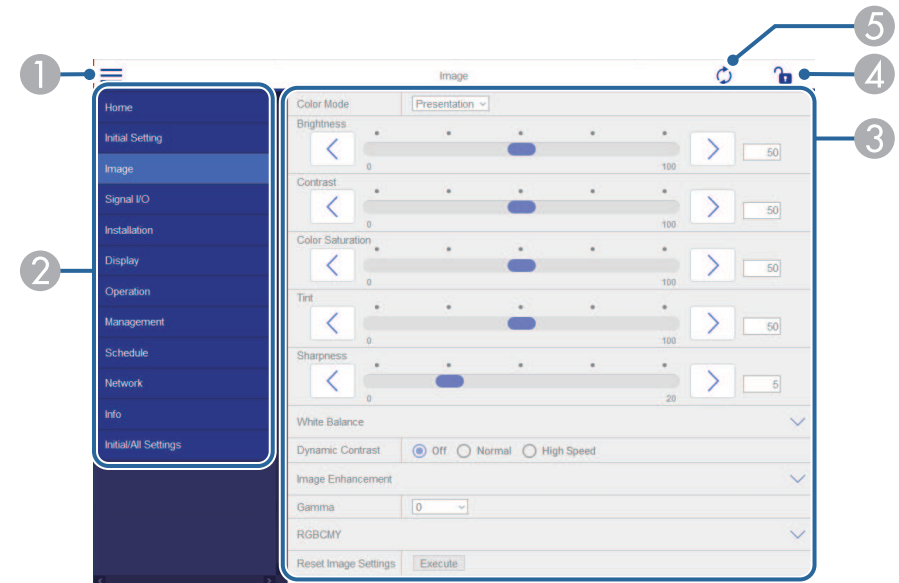 5
1
Image
4
Home
Initial Setting
Image
Signal I/O
Installation
Display
Operation
Management
Schedule
Network
Info
Initial/All Settings
2
3
Color Mode Presentation
Brightness
0 100 50
Contrast
0 100 50
Color Saturation
0 100 50
Tint
0 100 50
Sharpness
0 20 5
White Balance
Dynamic Contrast Off Normal High Speed
Image Enhancement
Gamma 0
RGBCMY
Reset Image Settings Execute